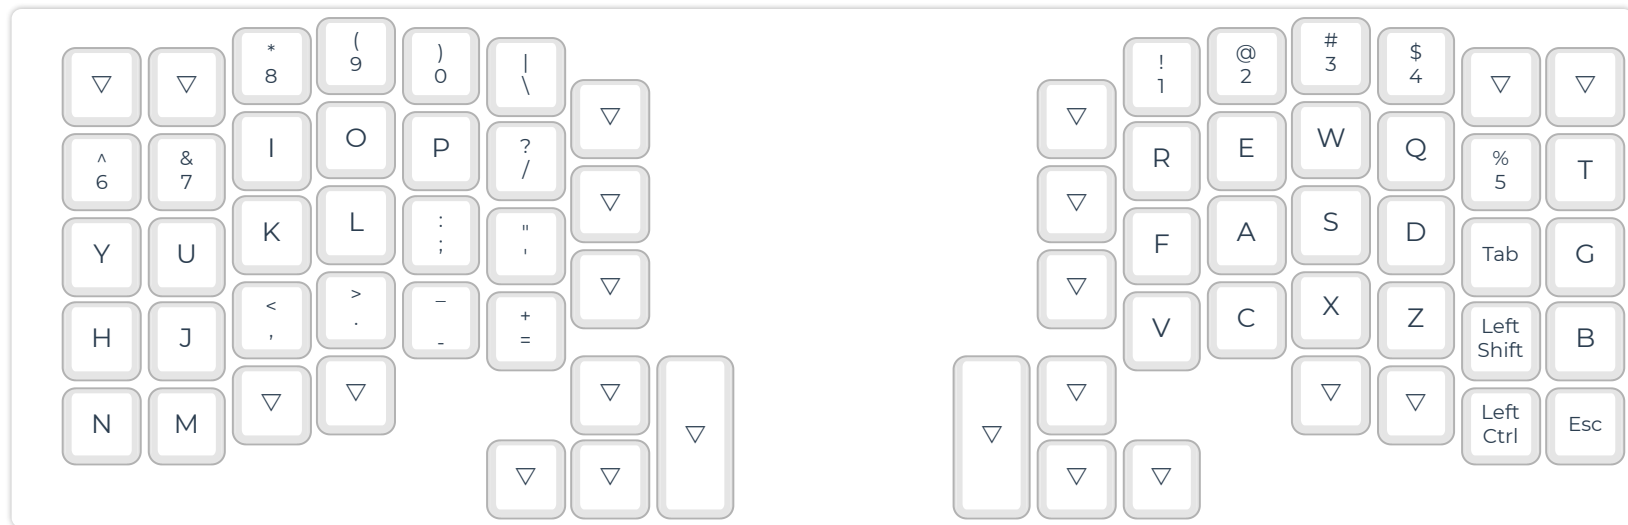 ▽ ▽ * 8 ( 9 ) 0 | \ ! 1 @ 2 # 3 $ 4 ▽ ▽
▽ ▽
^ 6 & 7 I O P ? / R E W Q % 5 T
▽ ▽
Y U K L : ; " ' F A S D Tab G
▽ ▽
H J < , > . _ - + = V C X Z Left Shift B
N M ▽ ▽ ▽ ▽ ▽ ▽ ▽ ▽ Left Ctrl Esc
▽ ▽ ▽ ▽